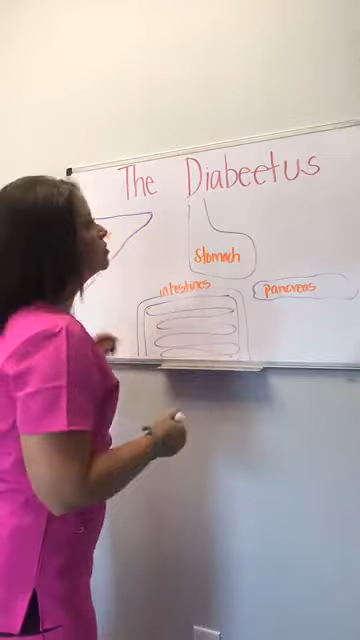 The Diabeetus
Stomach
intestines
pancreas